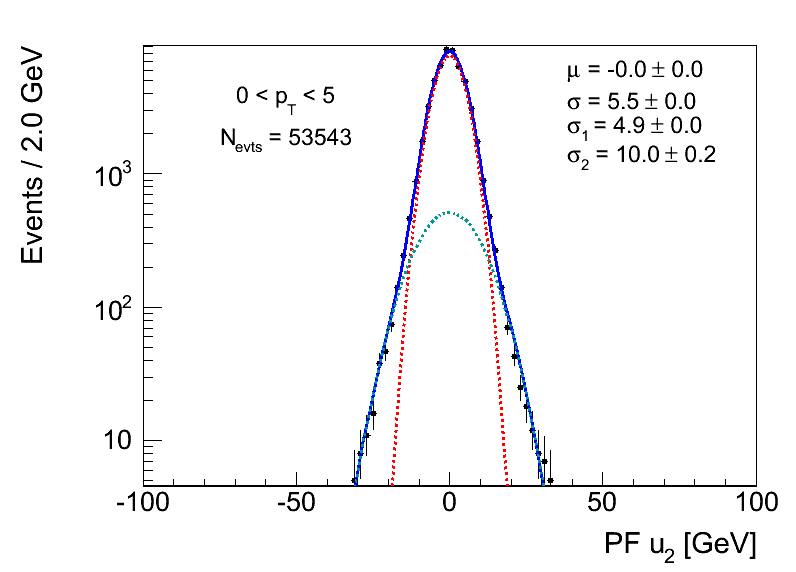 Events / 2.0 GeV
0 < p_T < 5
N_evts = 53543
μ = -0.0 ± 0.0
σ = 5.5 ± 0.0
σ_1 = 4.9 ± 0.0
σ_2 = 10.0 ± 0.2
10^3
10^2
10
-100 -50 0 50 100
PF u_2 [GeV]